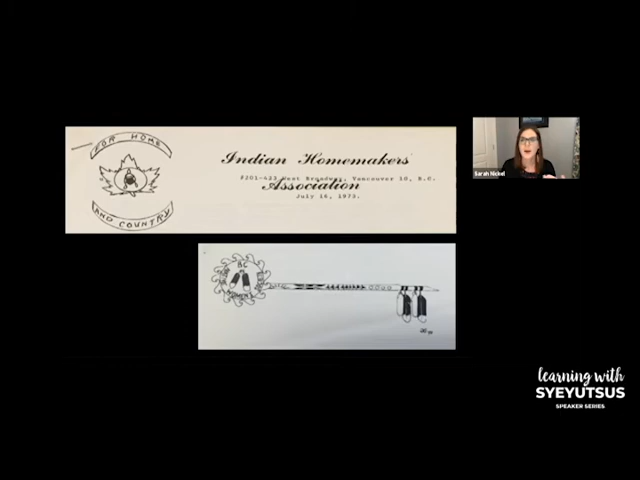 FOR HOME
AND COUNTRY
Indian Homemakers'
#201-423 West Broadway, Vancouver 10, B.C.
Association
July 16, 1973.
BC
Sarah Nickel
learning with
SYEYUTSUS
SPEAKER SERIES